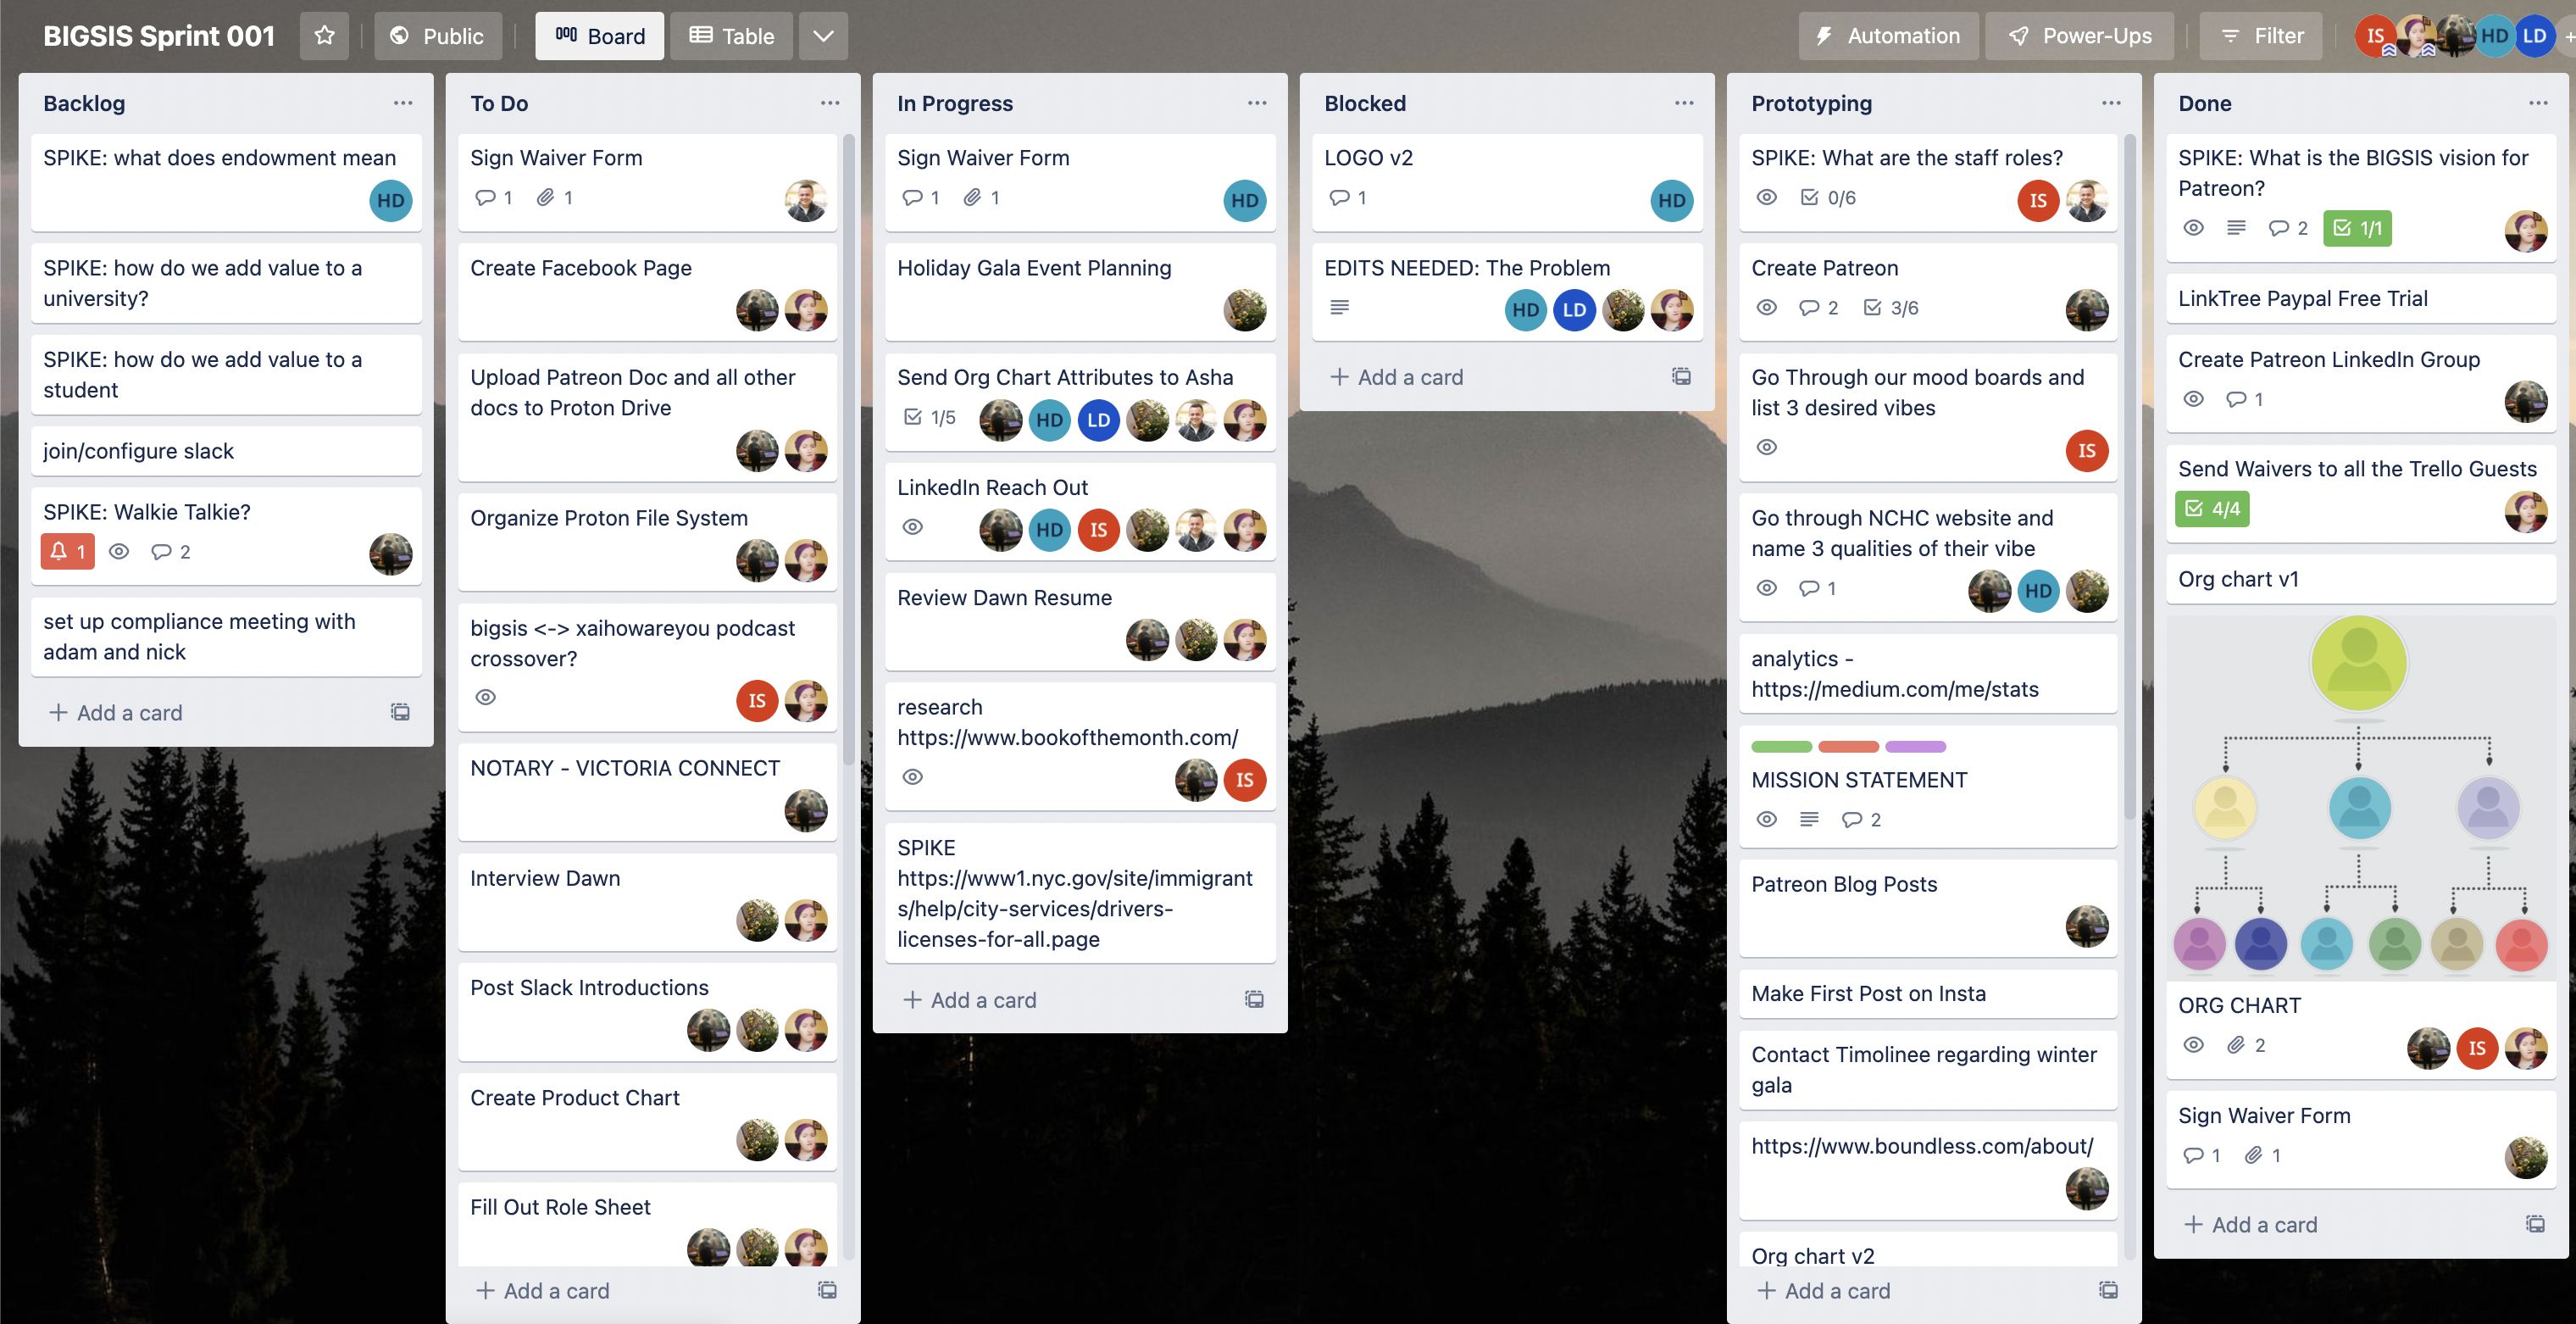 BIGSIS Sprint 001
Public
Board
Table
Automation
Power-Ups
Filter
IS
HD
LD
+
Backlog
SPIKE: what does endowment mean
HD
SPIKE: how do we add value to a
university?
SPIKE: how do we add value to a
student
join/configure slack
SPIKE: Walkie Talkie?
1
2
set up compliance meeting with
adam and nick
+ Add a card
To Do
Sign Waiver Form
1
1
Create Facebook Page
Upload Patreon Doc and all other
docs to Proton Drive
Organize Proton File System
bigsis <-> xaihowareyou podcast
crossover?
IS
NOTARY - VICTORIA CONNECT
Interview Dawn
Post Slack Introductions
Create Product Chart
Fill Out Role Sheet
+ Add a card
In Progress
Sign Waiver Form
1
1
HD
Holiday Gala Event Planning
Send Org Chart Attributes to Asha
1/5
HD
LD
LinkedIn Reach Out
HD
IS
Review Dawn Resume
research
https://www.bookofthemonth.com/
IS
SPIKE
https://www1.nyc.gov/site/immigrant
s/help/city-services/drivers-
licenses-for-all.page
+ Add a card
Blocked
LOGO v2
1
HD
EDITS NEEDED: The Problem
HD
LD
+ Add a card
Prototyping
SPIKE: What are the staff roles?
0/6
IS
Create Patreon
2
3/6
Go Through our mood boards and
list 3 desired vibes
IS
Go through NCHC website and
name 3 qualities of their vibe
1
HD
analytics -
https://medium.com/me/stats
MISSION STATEMENT
2
Patreon Blog Posts
Make First Post on Insta
Contact Timolinee regarding winter
gala
https://www.boundless.com/about/
Org chart v2
+ Add a card
Done
SPIKE: What is the BIGSIS vision for
Patreon?
2
1/1
LinkTree Paypal Free Trial
Create Patreon LinkedIn Group
1
Send Waivers to all the Trello Guests
4/4
Org chart v1
ORG CHART
2
IS
Sign Waiver Form
1
1
+ Add a card